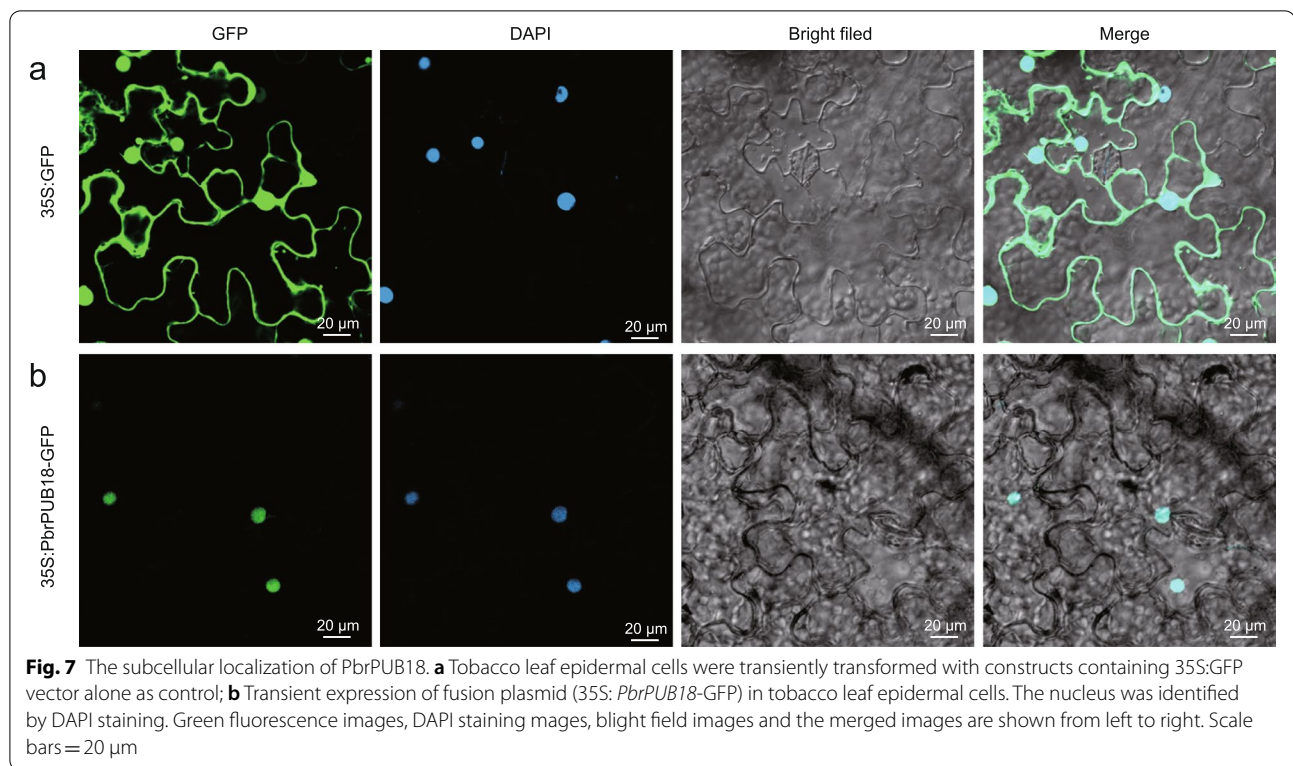 GFP
DAPI
Bright filed
Merge
a
35S:GFP
20 µm
20 µm
20 µm
20 µm
b
35S:PbrPUB18-GFP
20 µm
20 µm
20 µm
20 µm
Fig. 7 The subcellular localization of PbrPUB18. a Tobacco leaf epidermal cells were transiently transformed with constructs containing 35S:GFP
vector alone as control; b Transient expression of fusion plasmid (35S: PbrPUB18-GFP) in tobacco leaf epidermal cells. The nucleus was identified
by DAPI staining. Green fluorescence images, DAPI staining mages, blight field images and the merged images are shown from left to right. Scale
bars = 20 µm